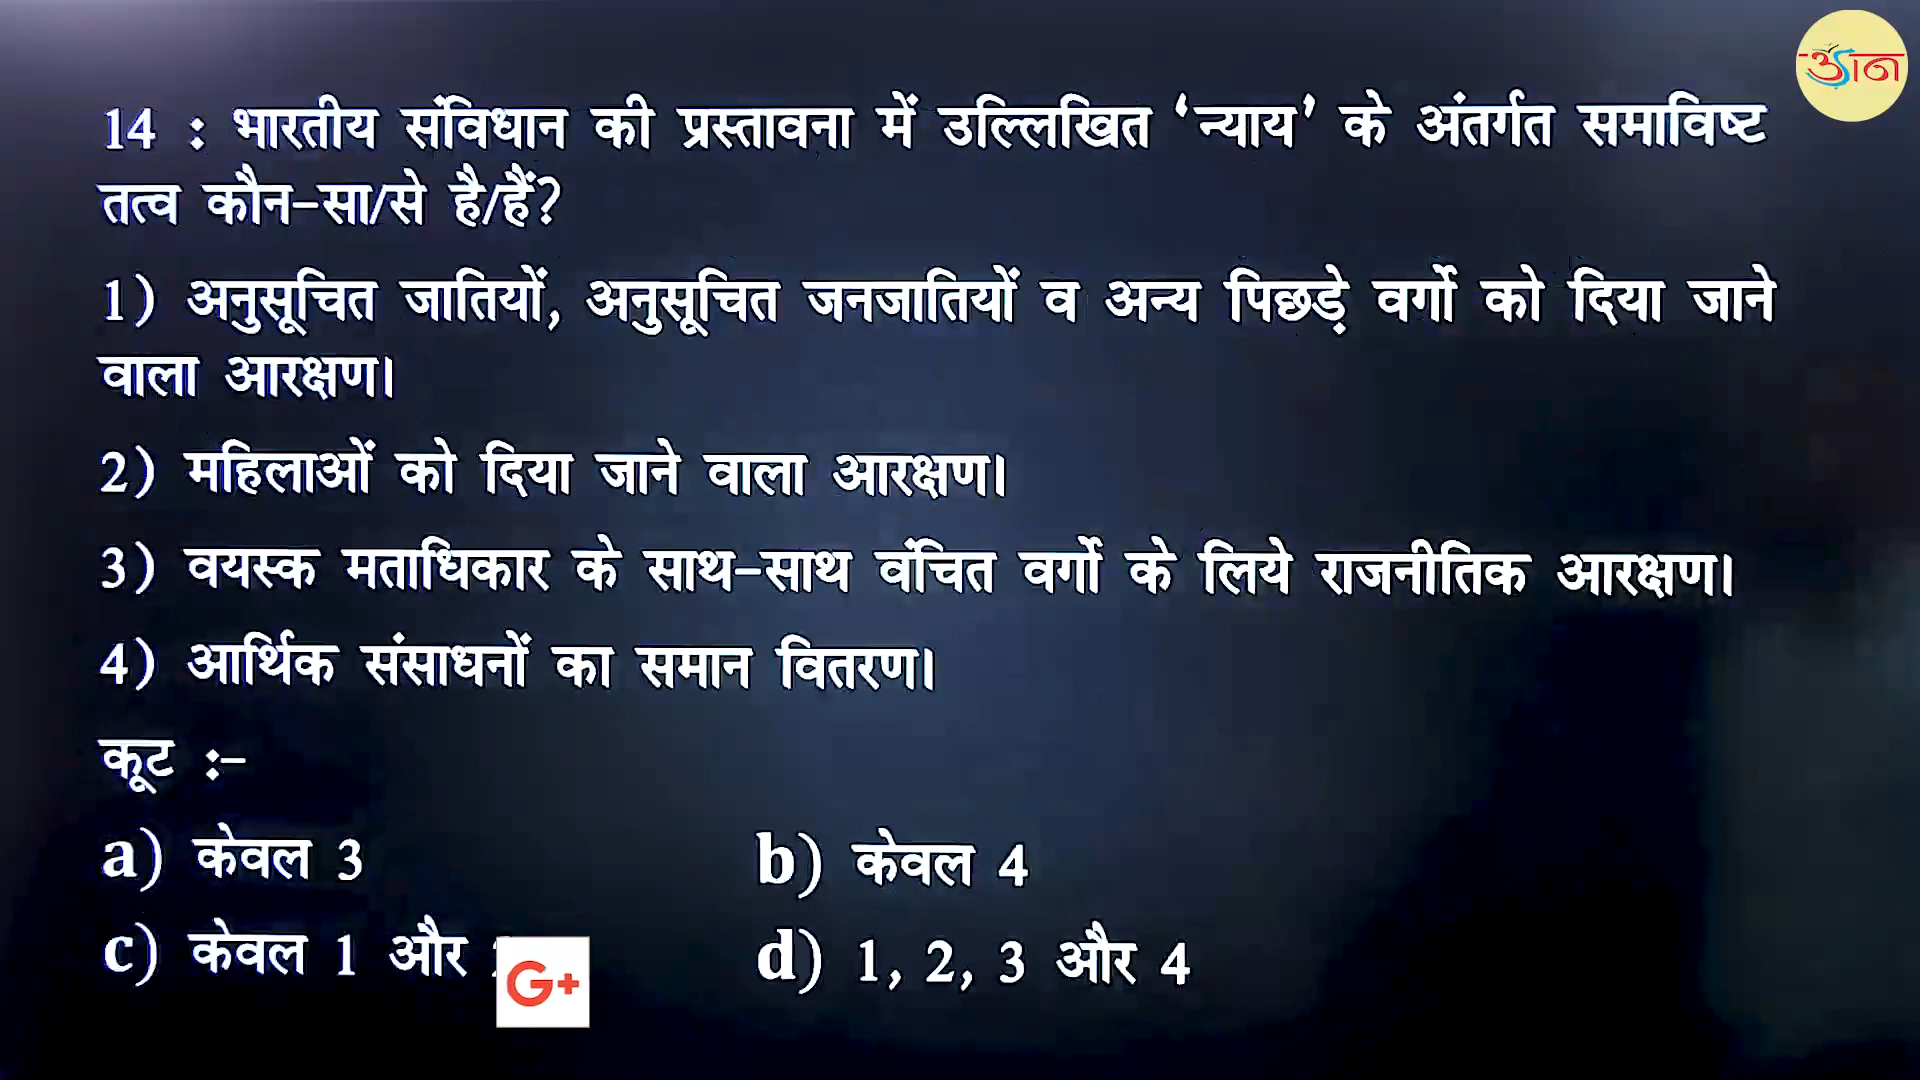 उड़ान
14 : भारतीय संविधान की प्रस्तावना में उल्लिखित ‘न्याय’ के अंतर्गत समाविष्ट
तत्व कौन-सा/से है/हैं?
1) अनुसूचित जातियों, अनुसूचित जनजातियों व अन्य पिछड़े वर्गो को दिया जाने
वाला आरक्षण।
2) महिलाओं को दिया जाने वाला आरक्षण।
3) वयस्क मताधिकार के साथ-साथ वंचित वर्गो के लिये राजनीतिक आरक्षण।
4) आर्थिक संसाधनों का समान वितरण।
कूट :-
a) केवल 3 b) केवल 4
c) केवल 1 और d) 1, 2, 3 और 4
G+